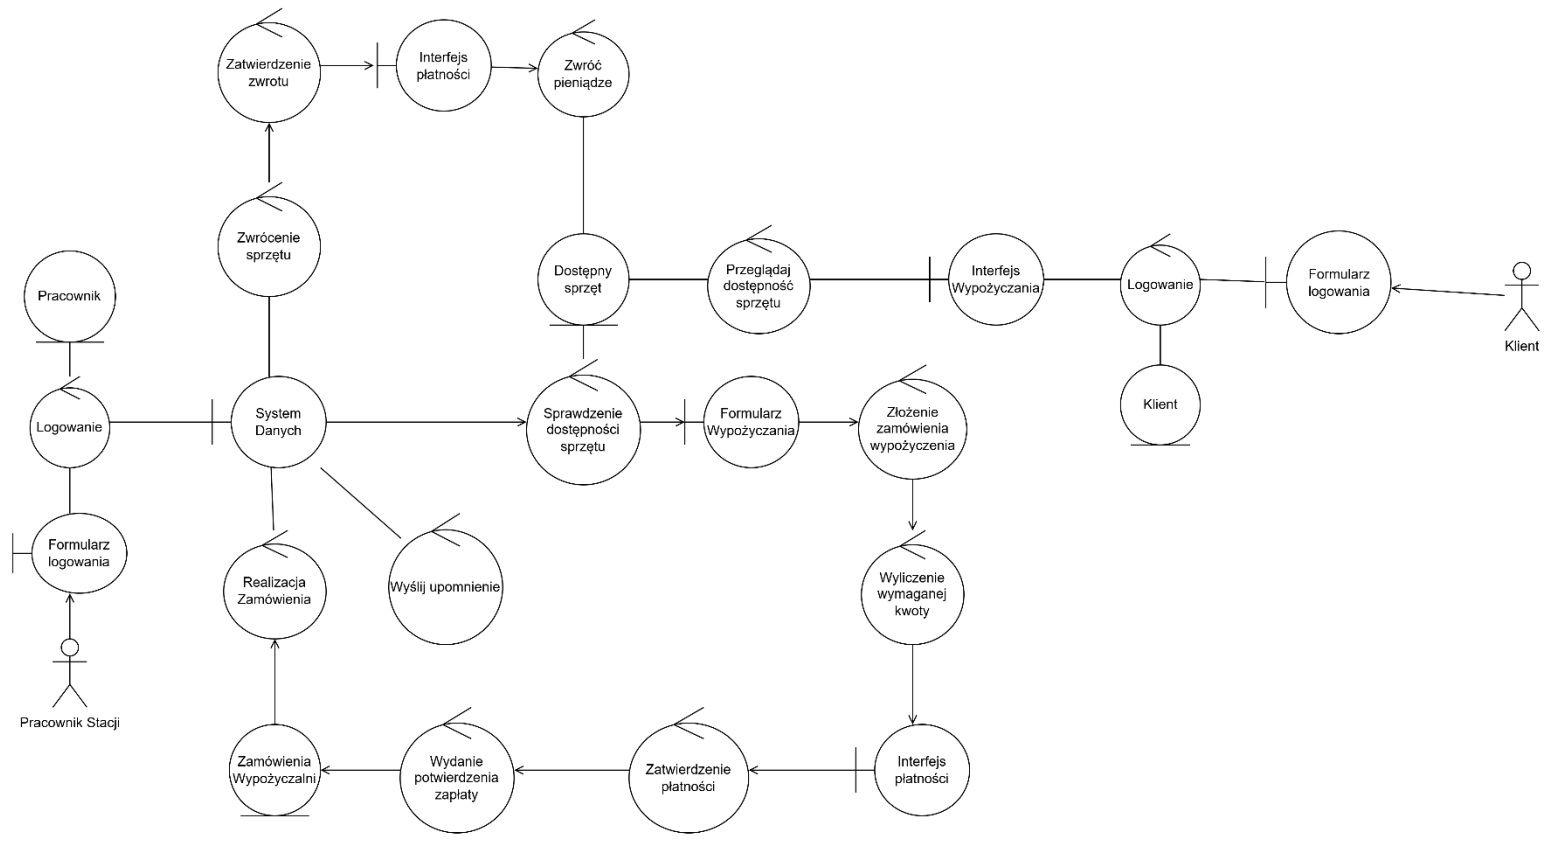 Zatwierdzenie
zwrotu
Interfejs
płatności
Zwróć
pieniądze
Zwrócenie
sprzętu
Pracownik
Dostępny
sprzęt
Przeglądaj
dostępność
sprzętu
Interfejs
Wypożyczania
Logowanie
Formularz
logowania
Klient
Klient
Logowanie
System
Danych
Sprawdzenie
dostępności
sprzętu
Formularz
Wypożyczania
Złożenie
zamówienia
wypożyczenia
Formularz
logowania
Realizacja
Zamówienia
Wyślij upomnienie
Wyliczenie
wymaganej
kwoty
Pracownik Stacji
Zamówienia
Wypożyczalni
Wydanie
potwierdzenia
zapłaty
Zatwierdzenie
płatności
Interfejs
płatności